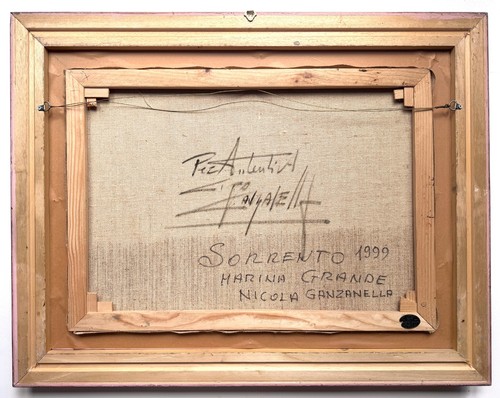 Per Autentica
Ganzanella
SORRENTO 1999
MARINA GRANDE
NICOLA GANZANELLA